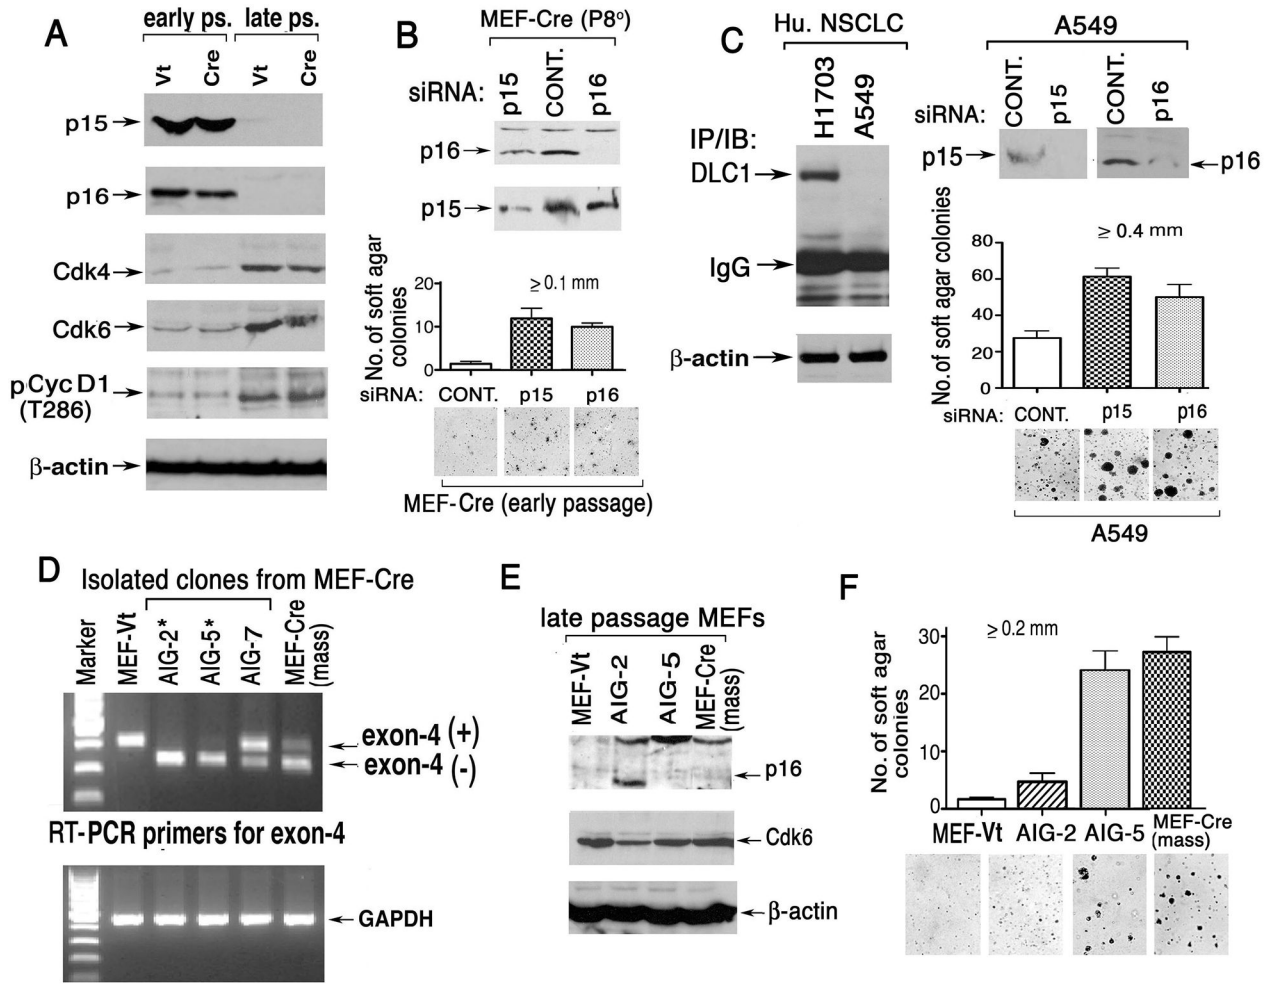 A
early ps. late ps.
Vt Cre Vt Cre
p15
p16
Cdk4
Cdk6
pCyc D1
(T286)
β-actin
B
MEF-Cre (P8º)
siRNA: p15 CONT. p16
p16
p15
No. of soft agar
colonies
≥ 0.1 mm
20
10
0
siRNA: CONT. p15 p16
MEF-Cre (early passage)
C
Hu. NSCLC
H1703 A549
IP/IB:
DLC1
IgG
β-actin
A549
siRNA: CONT. p15 CONT. p16
p15
p16
No. of soft agar colonies
≥ 0.4 mm
80
60
40
20
0
siRNA: CONT. p15 p16
A549
D
Isolated clones from MEF-Cre
Marker MEF-Vt AIG-2* AIG-5* AIG-7 MEF-Cre
(mass)
exon-4 (+)
exon-4 (-)
RT-PCR primers for exon-4
GAPDH
E
late passage MEFs
MEF-Vt AIG-2 AIG-5 MEF-Cre
(mass)
p16
Cdk6
β-actin
F
No. of soft agar
colonies
≥ 0.2 mm
30
20
10
0
MEF-Vt AIG-2 AIG-5 MEF-Cre
(mass)